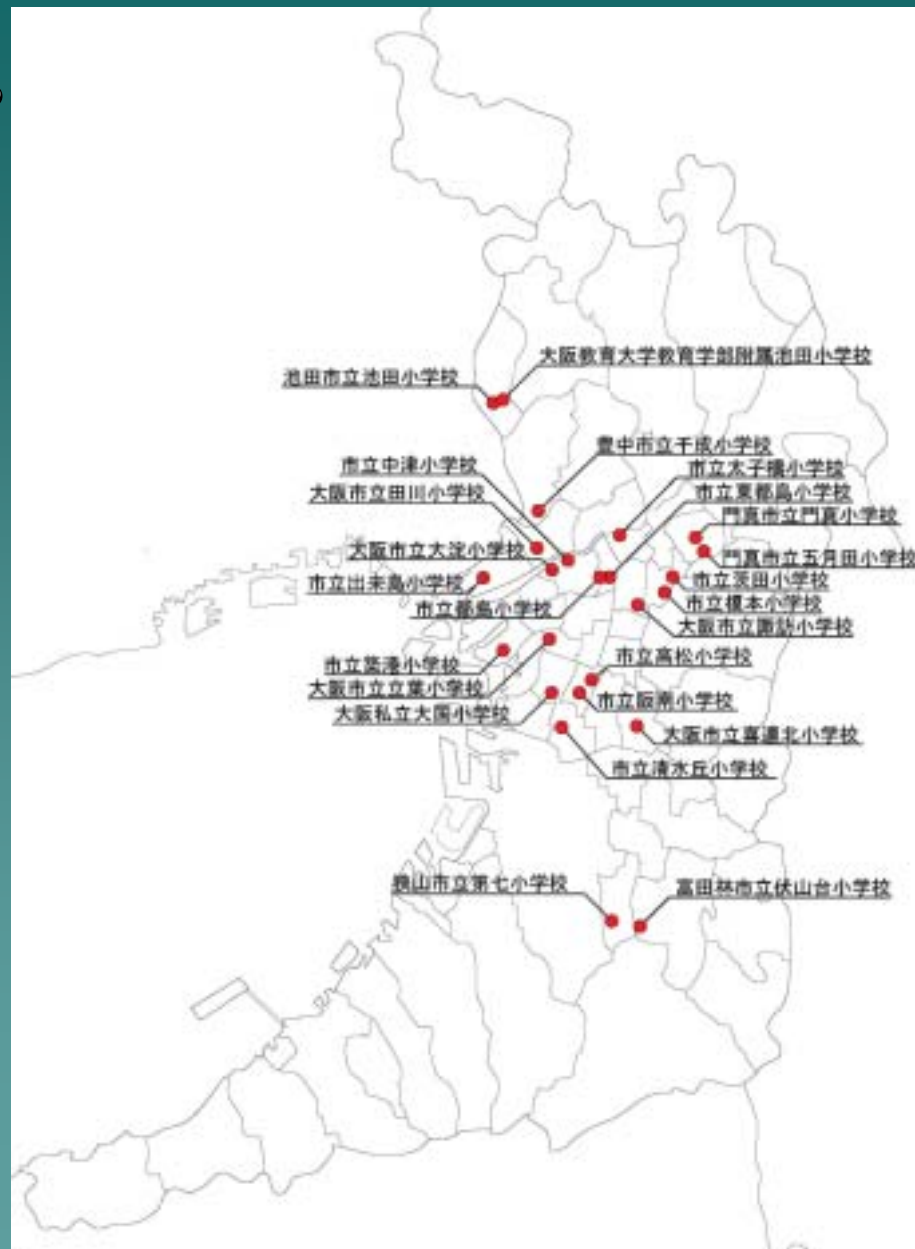 大阪教育大学教育学部附属池田小学校
池田市立池田小学校
豊中市立千成小学校
市立中津小学校
市立太子橋小学校
大阪市立田川小学校
市立東都島小学校
門真市立門真小学校
大阪市立大淀小学校
門真市立五月田小学校
市立出来島小学校
市立茨田小学校
市立都島小学校
市立榎本小学校
大阪市立諏訪小学校
市立高松小学校
大阪市立立葉小学校
大阪私立大国小学校
市立阪南小学校
大阪市立喜連北小学校
市立清水丘小学校
狭山市立第七小学校
富田林市立伏山台小学校